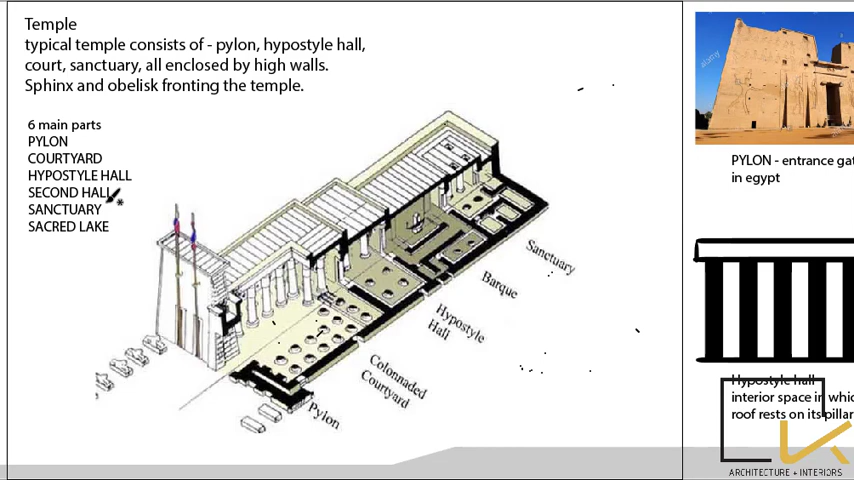 Temple
typical temple consists of - pylon, hypostyle hall,
court, sanctuary, all enclosed by high walls.
Sphinx and obelisk fronting the temple.
6 main parts
PYLON
COURTYARD
HYPOSTYLE HALL
SECOND HALL
SANCTUARY
SACRED LAKE
Sanctuary
Barque
Hypostyle
Hall
Colonnaded
Courtyard
Pylon
alamy
PYLON - entrance gat
in egypt
Hypostyle hall
interior space in whic
roof rests on its pillar
ARCHITECTURE + INTERIORS